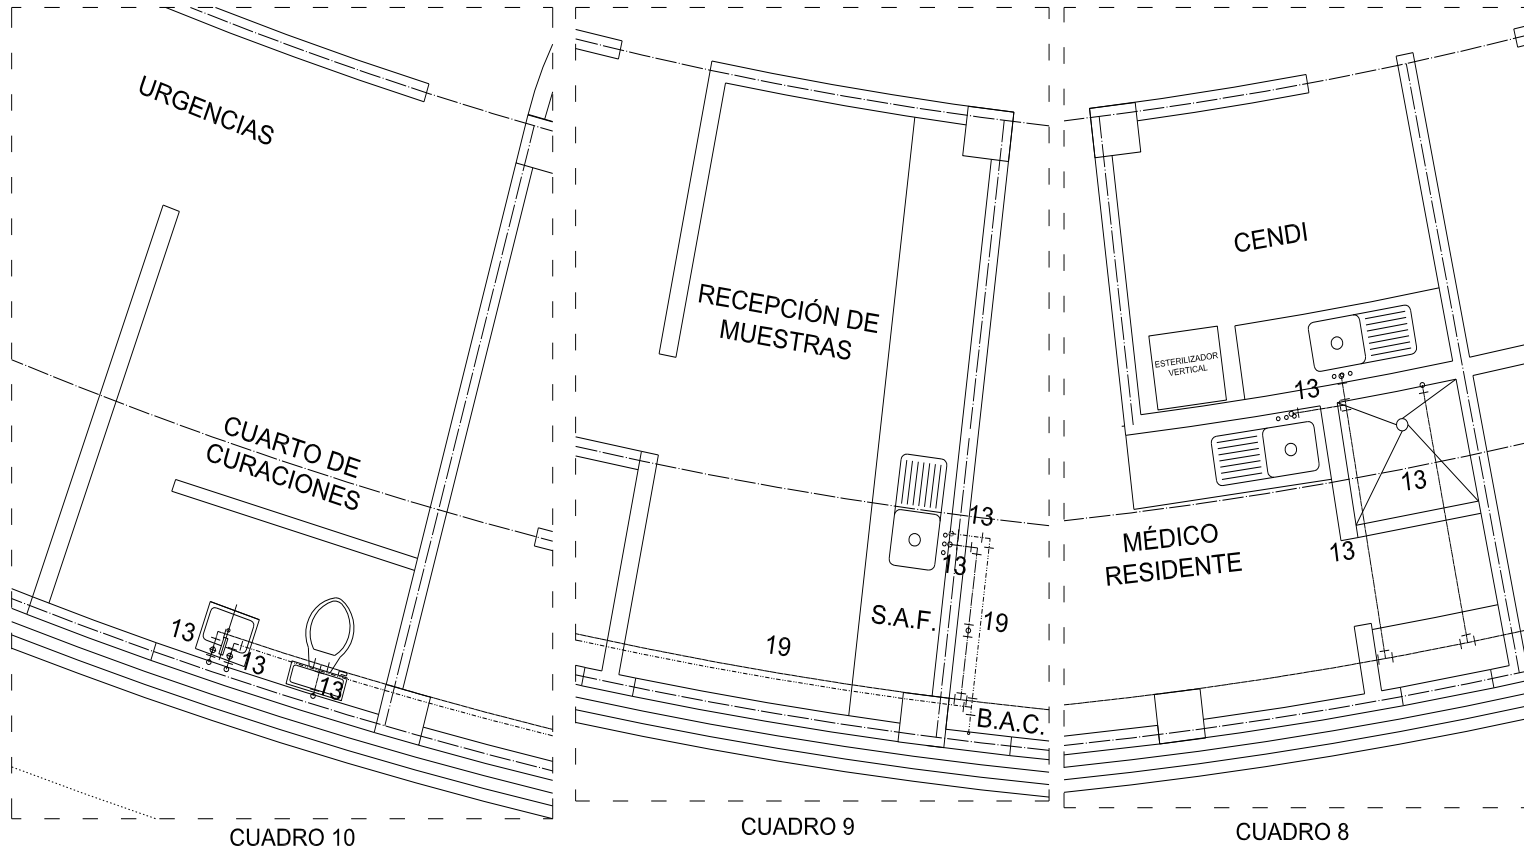 URGENCIAS
CUARTO DE
CURACIONES
13
13
13
CUADRO 10
RECEPCIÓN DE
MUESTRAS
13
13
S.A.F.
19
19
B.A.C.
CUADRO 9
CENDI
ESTERILIZADOR
VERTICAL
13
13
MÉDICO
RESIDENTE
13
CUADRO 8